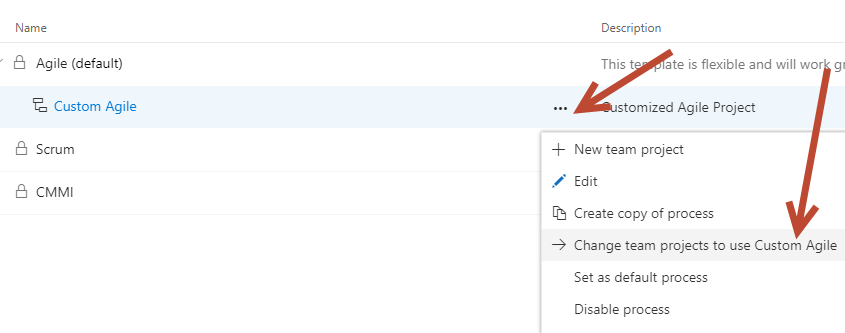 Name Description
Agile (default) This template is flexible and will work
Custom Agile ... Customized Agile Project
Scrum
CMMI
New team project
Edit
Create copy of process
Change team projects to use Custom Agile
Set as default process
Disable process